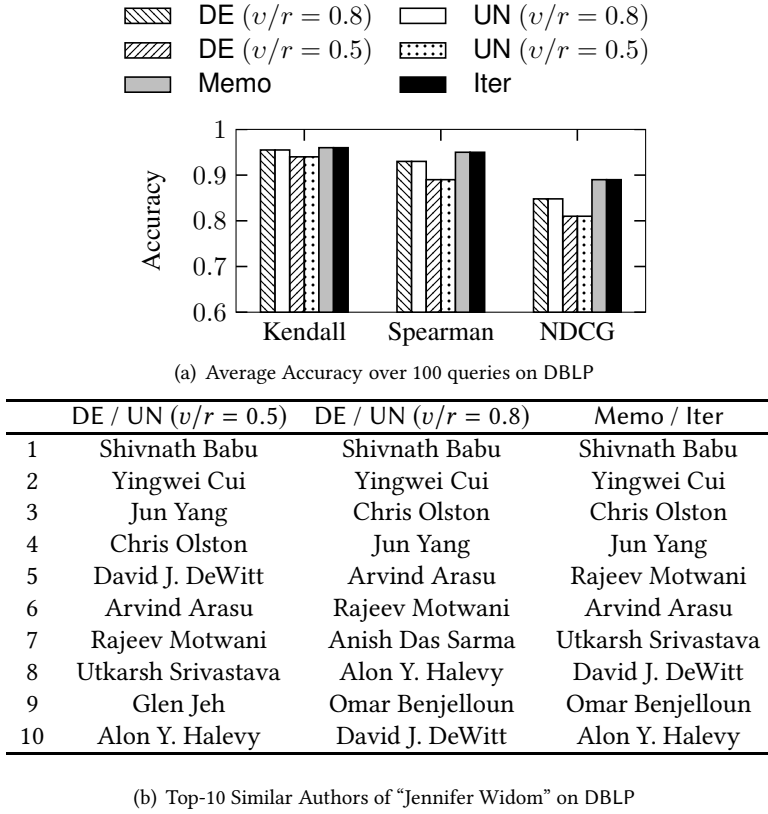 DE (υ/r = 0.8) UN (υ/r = 0.8)
DE (υ/r = 0.5) UN (υ/r = 0.5)
Memo Iter
1
0.9
0.8
0.7
0.6
Accuracy
Kendall Spearman NDCG
(a) Average Accuracy over 100 queries on DBLP
DE / UN (υ/r = 0.5) DE / UN (υ/r = 0.8) Memo / Iter
1 Shivnath Babu Shivnath Babu Shivnath Babu
2 Yingwei Cui Yingwei Cui Yingwei Cui
3 Jun Yang Chris Olston Chris Olston
4 Chris Olston Jun Yang Jun Yang
5 David J. DeWitt Arvind Arasu Rajeev Motwani
6 Arvind Arasu Rajeev Motwani Arvind Arasu
7 Rajeev Motwani Anish Das Sarma Utkarsh Srivastava
8 Utkarsh Srivastava Alon Y. Halevy David J. DeWitt
9 Glen Jeh Omar Benjelloun Omar Benjelloun
10 Alon Y. Halevy David J. DeWitt Alon Y. Halevy
(b) Top-10 Similar Authors of “Jennifer Widom” on DBLP